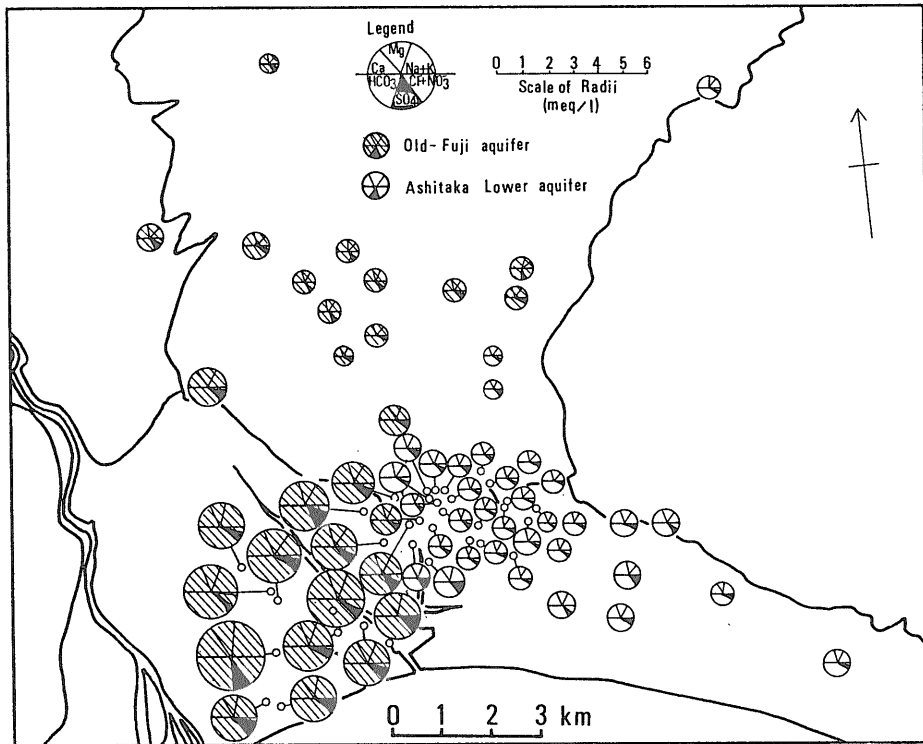 Legend
Mg
Ca Na+K
HCO3 Cl+NO3
SO4
0 1 2 3 4 5 6
Scale of Radii
(meq/l)
Old-Fuji aquifer
Ashitaka Lower aquifer
0 1 2 3 km